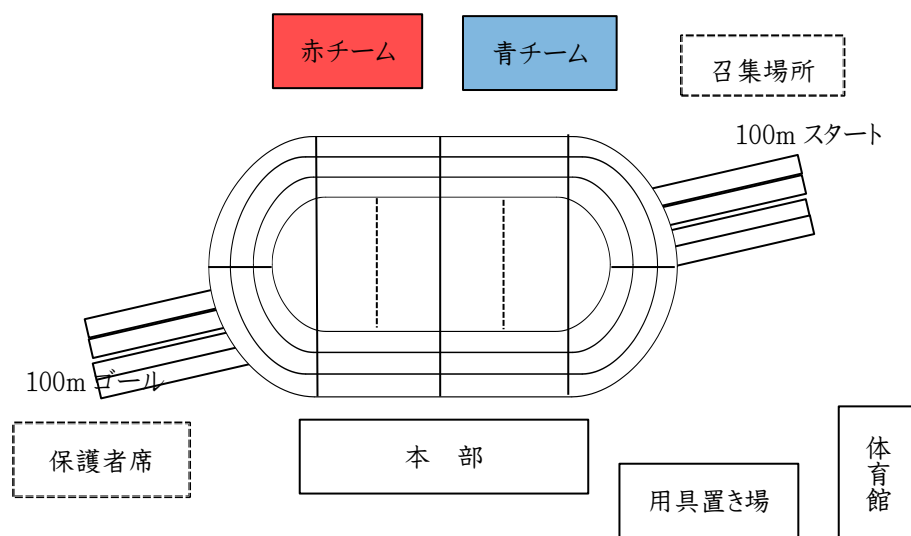 赤チーム
青チーム
召集場所
100m スタート
100m ゴール
保護者席
本 部
用具置き場
体育館